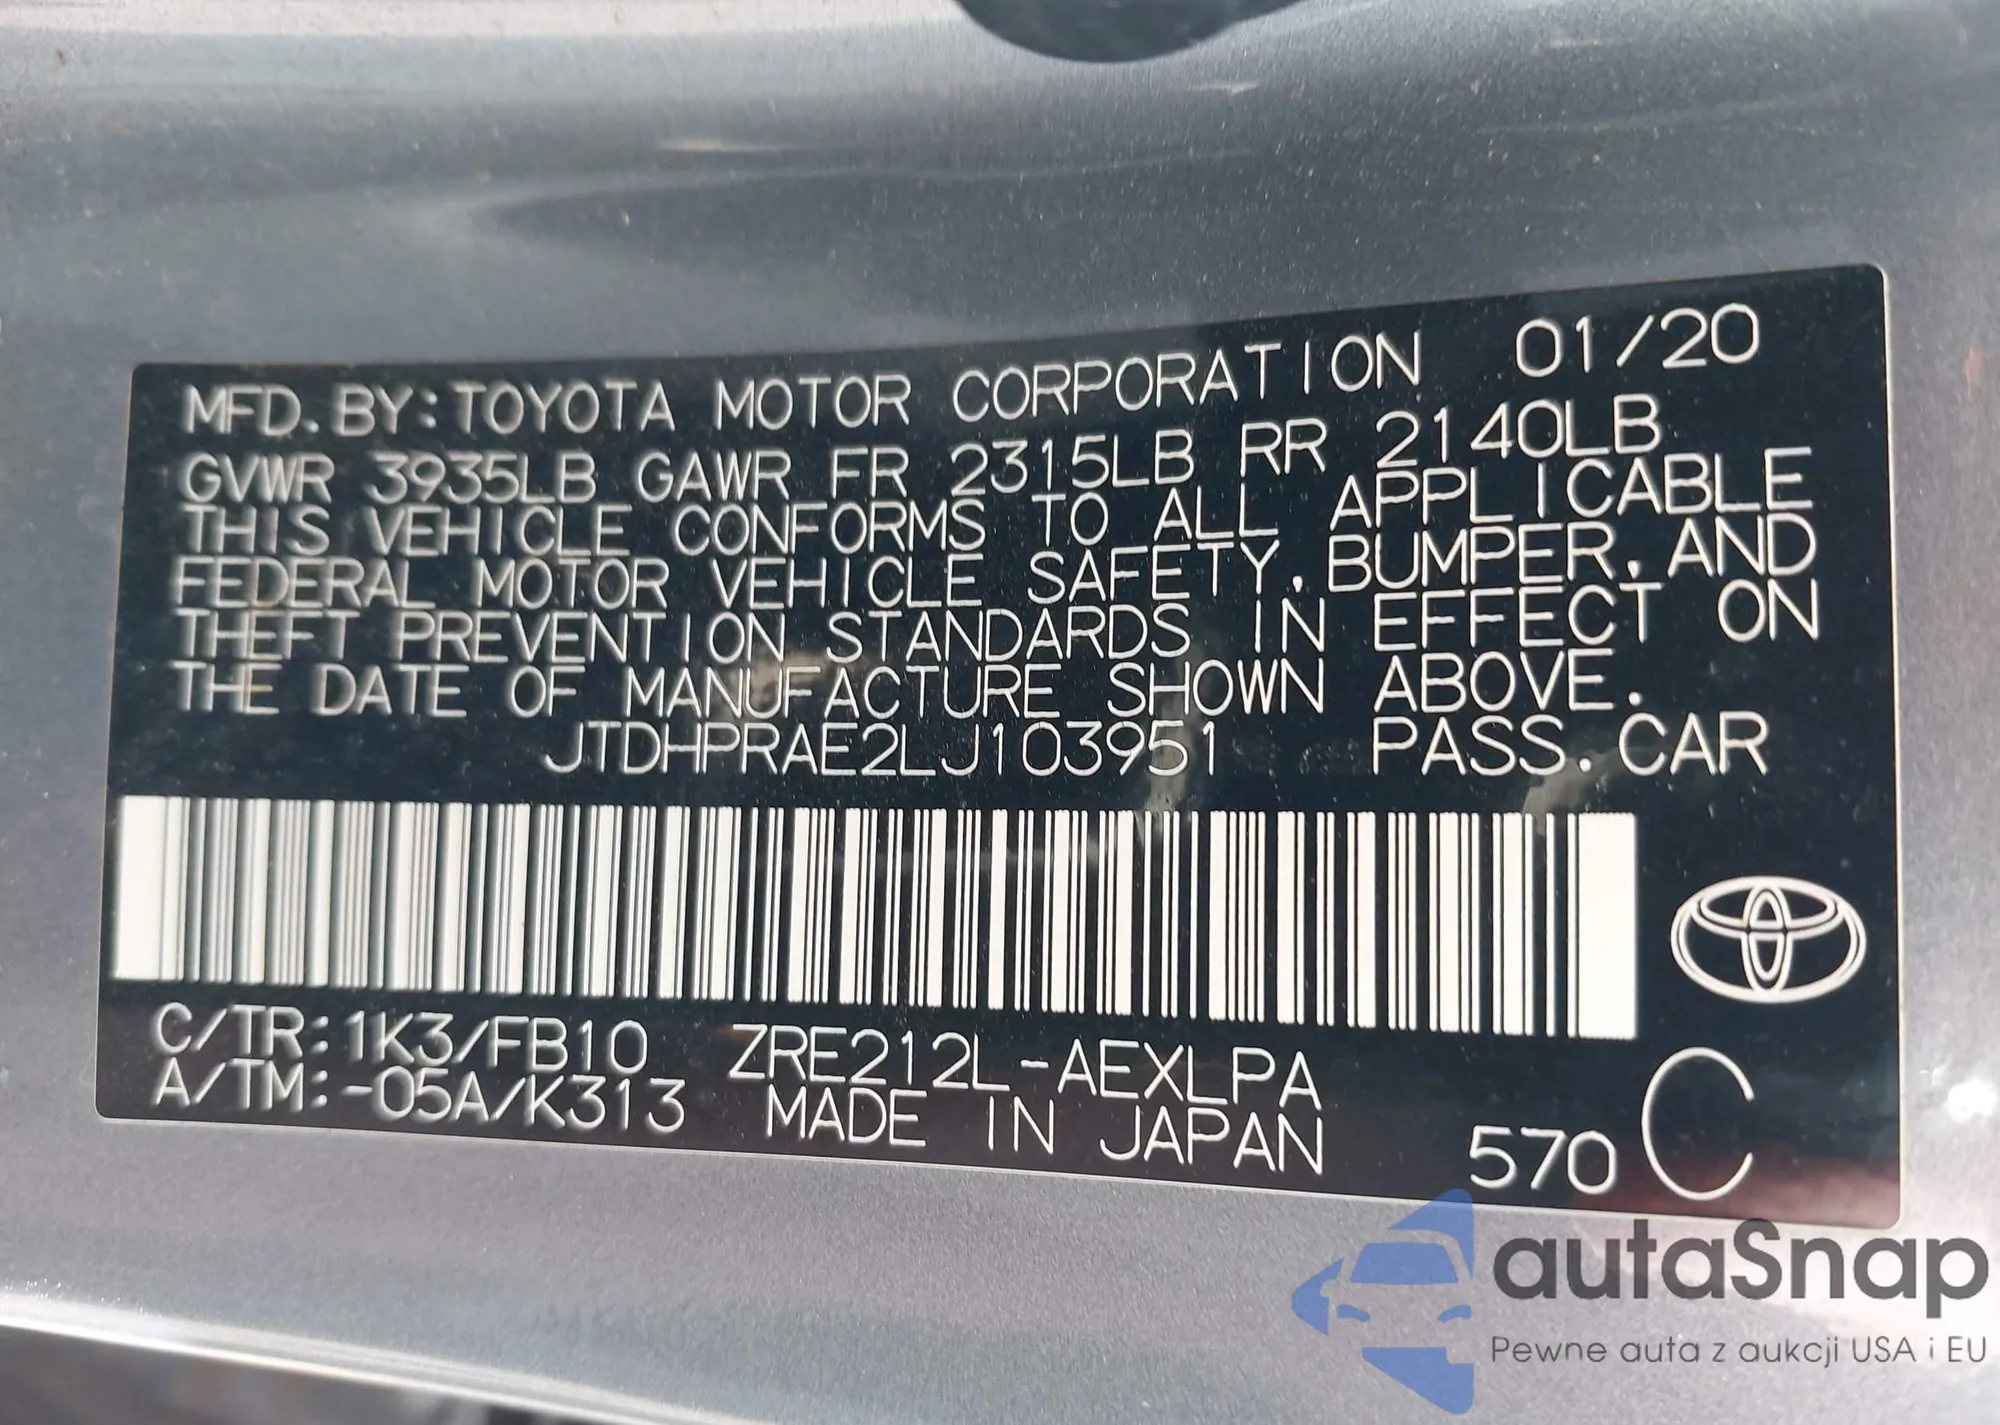 MFD. BY: TOYOTA MOTOR CORPORATION 01/20
GVWR 3935LB GAWR FR 2315LB RR 2140LB
THIS VEHICLE CONFORMS TO ALL APPLICABLE
FEDERAL MOTOR VEHICLE SAFETY, BUMPER, AND
THEFT PREVENTION STANDARDS IN EFFECT ON
THE DATE OF MANUFACTURE SHOWN ABOVE.
JTDHPRAE2LJ103951 PASS. CAR
C/TR: 1K3/FB10 ZRE212L-AEXLPA
A/TM: -05A/K313 MADE IN JAPAN 570 C
autaSnap
Pewne auta z aukcji USA i EU